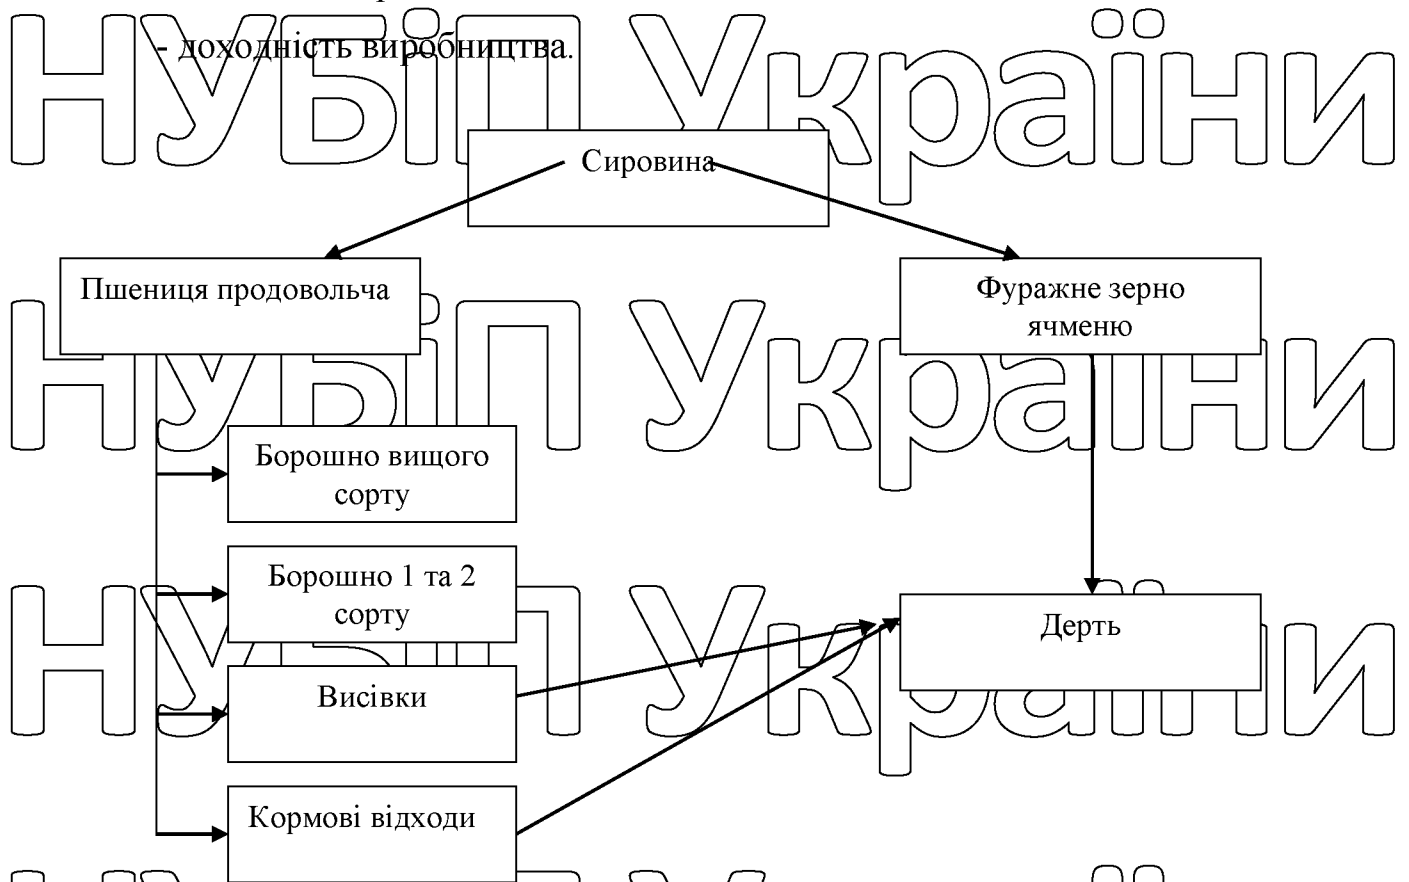 НУБіП України
- доходність виробництва.
Сировина
Пшениця продовольча
Фуражне зерно
ячменю
НУБіП України
Борошно вищого
сорту
Борошно 1 та 2
сорту
НУБіП України
Дерть
Висівки
Кормові відходи